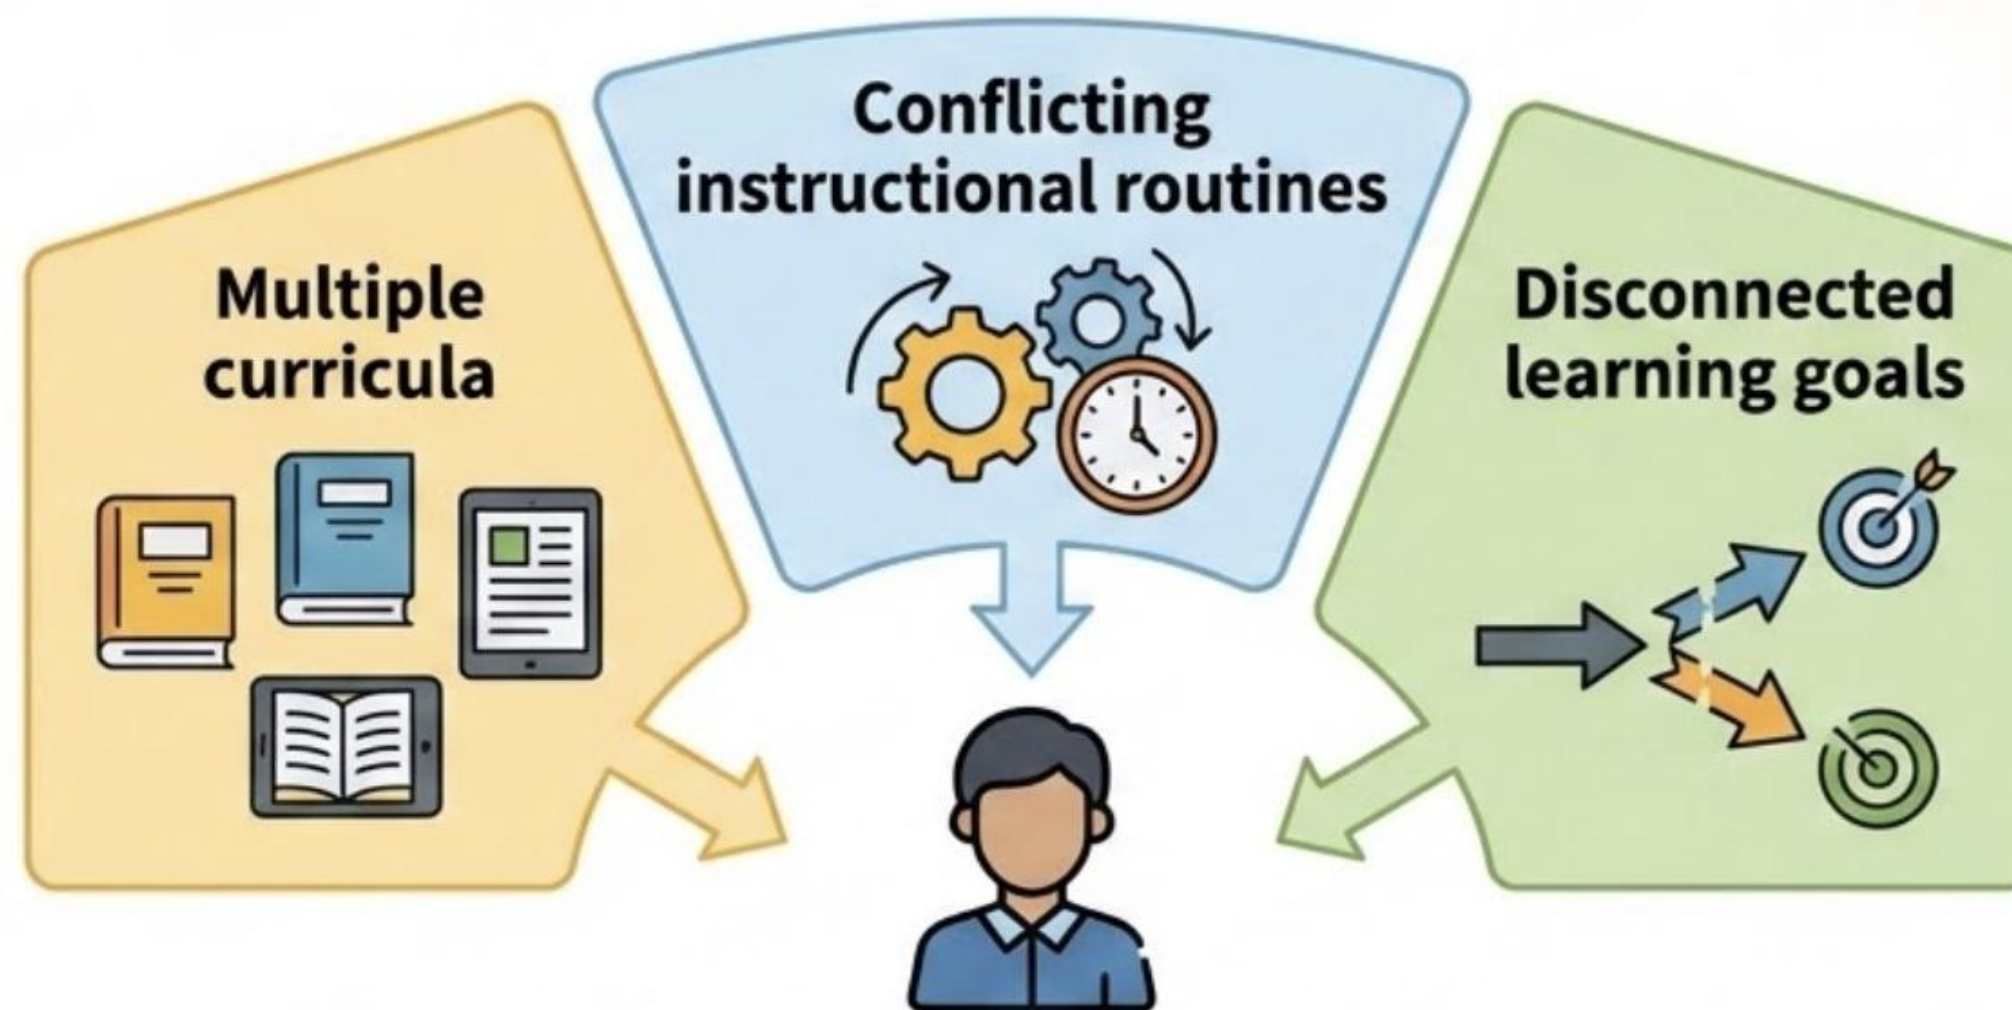 Multiple
curricula
Conflicting
instructional routines
Disconnected
learning goals